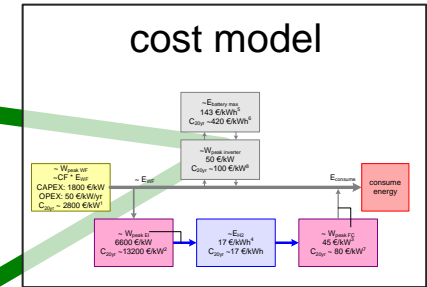 cost model
~E battery max
143 €/kWh5
C20yr ~420 €/kWh6
~Wpeak inverter
50 €/kW
C20yr ~100 €/kW8
~ Wpeak WF
~CF * EWF
CAPEX: 1800 €/kW
OPEX: 50 €/kW/yr
C20yr ~ 2800 €/kW1
~ EWF
Econsume
consume
energy
~ Wpeak El
6600 €/kW
C20yr ~13200 €/kW2
~EH2
17 €/kWh4
C20yr ~17 €/kWh
~ Wpeak FC
45 €/kW3
C20yr ~ 80 €/kW7